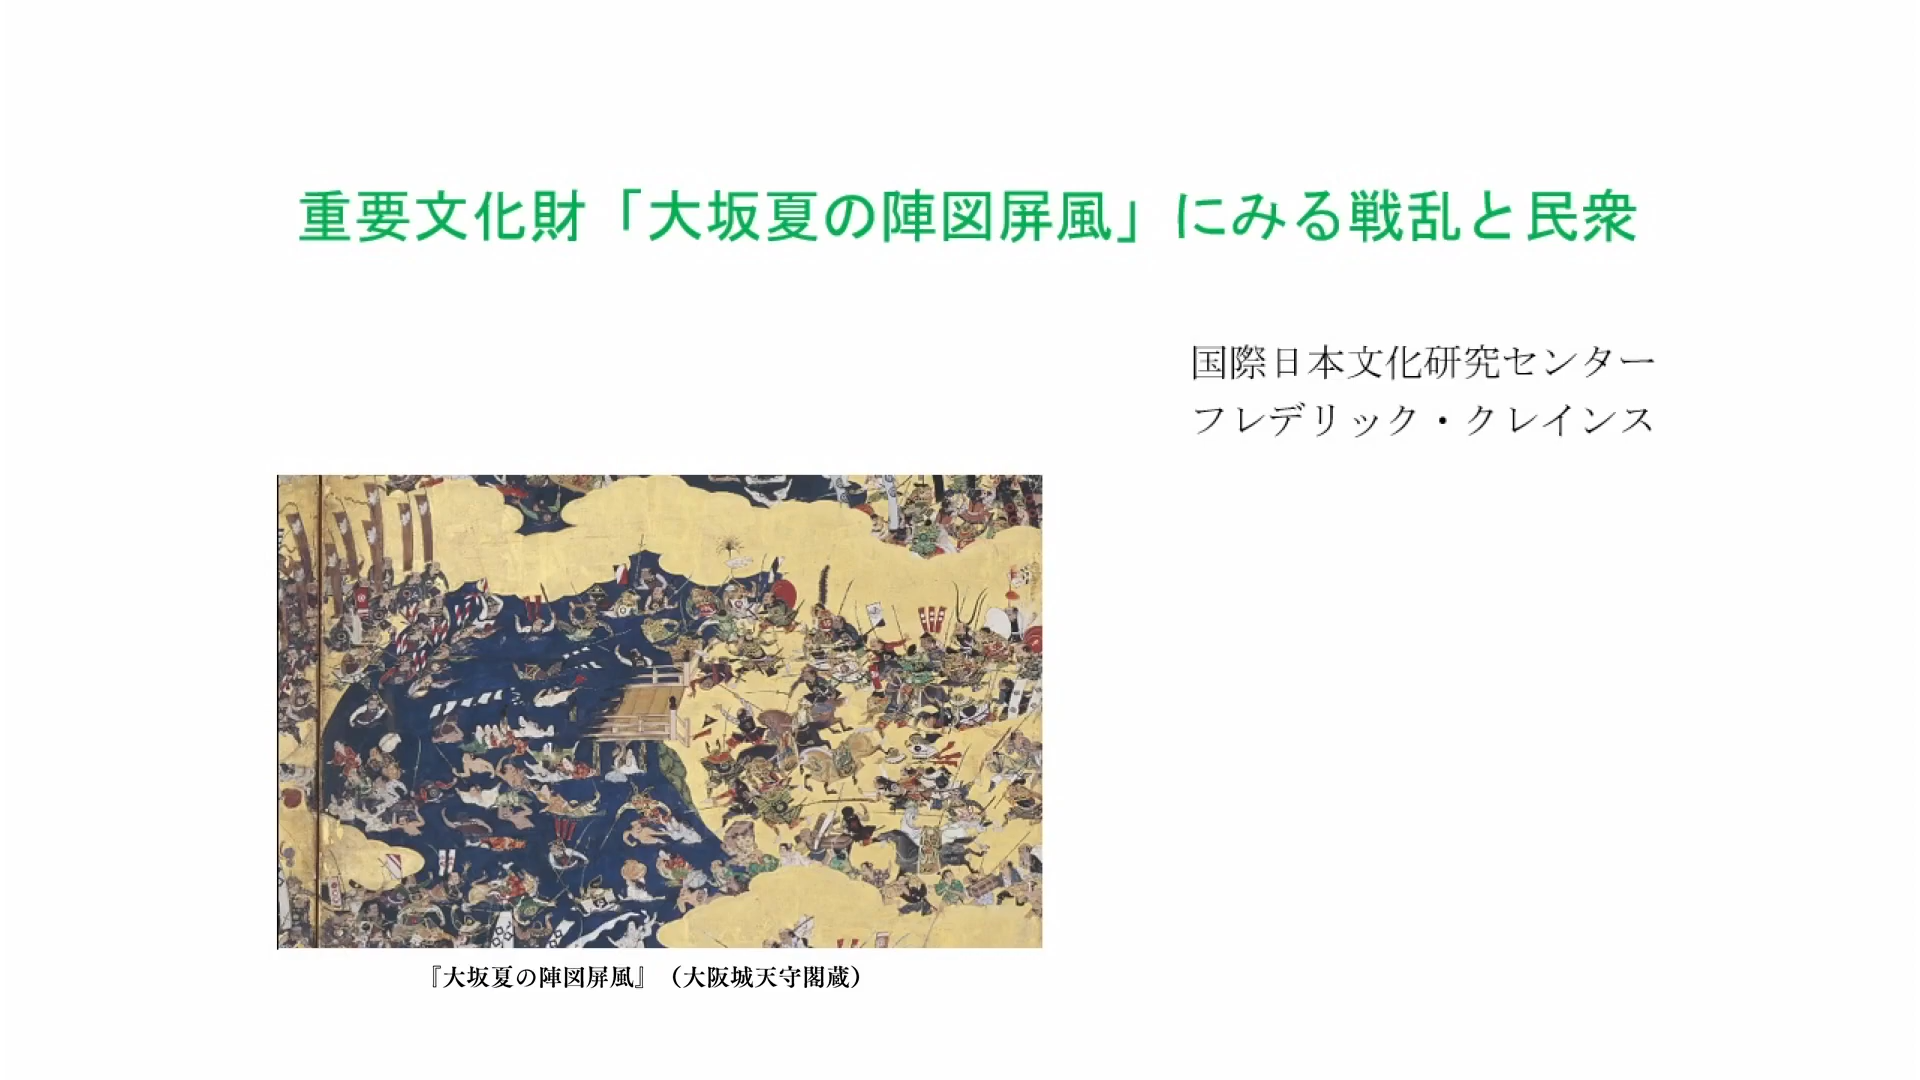 重要文化財「大坂夏の陣図屏風」にみる戦乱と民衆
国際日本文化研究センター
フレデリック・クレインス
『大坂夏の陣図屏風』（大阪城天守閣蔵）